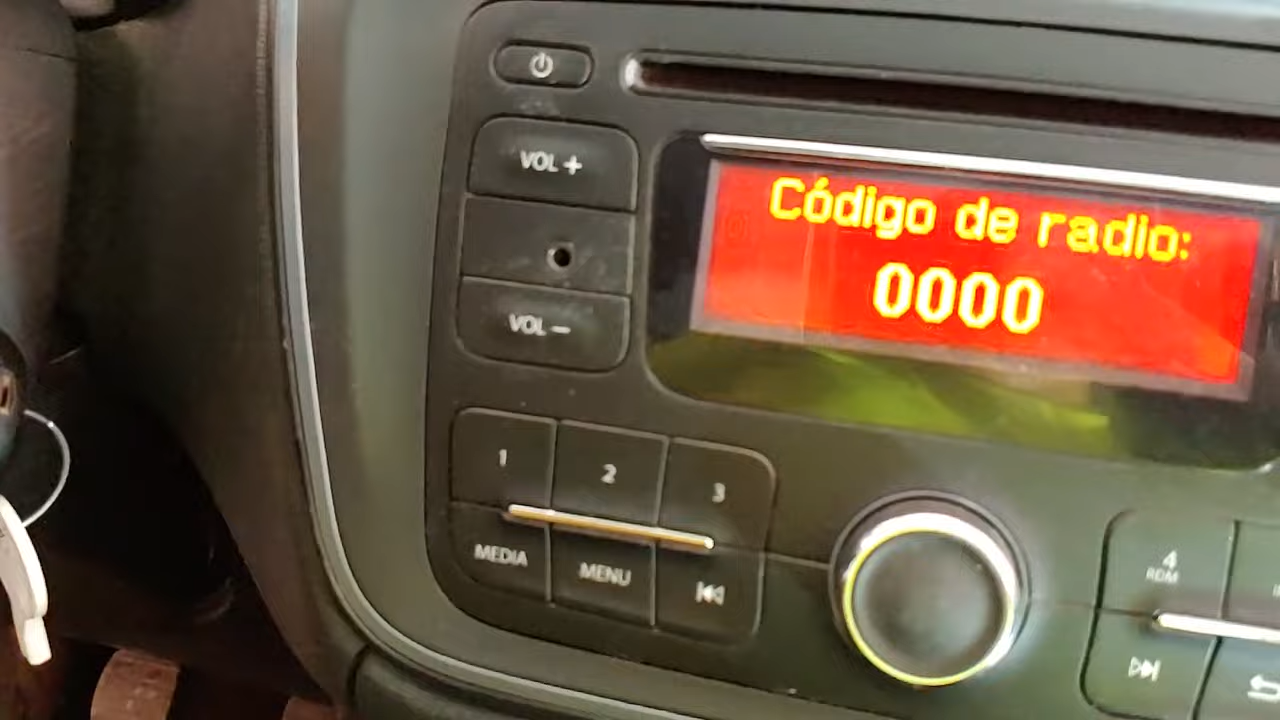 VOL +
Código de radio:
0000
VOL –
1
2
3
MEDIA
MENU
4
RDM